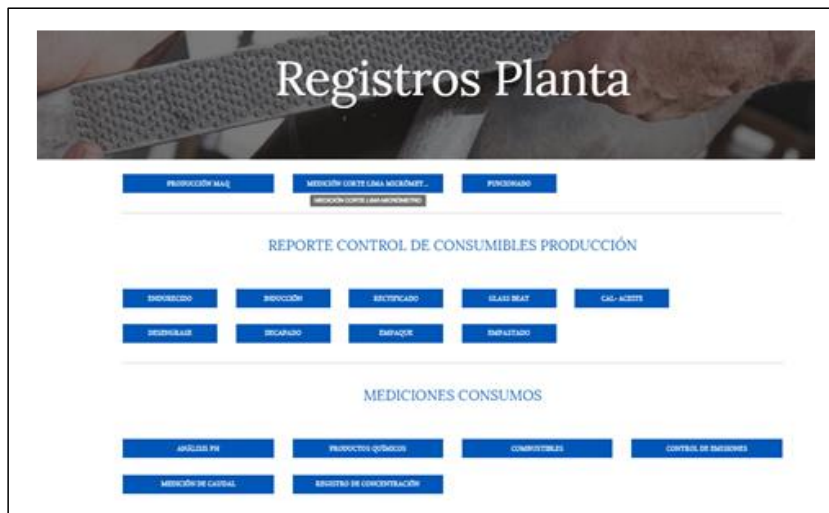 Registros Planta
PRODUCCIÓN MAQ
MEDICIÓN CORTE LIMA MICRÓMET...
PUNZONADO
MEDICIÓN CORTE LIMA MICRÓMETRO
REPORTE CONTROL DE CONSUMIBLES PRODUCCIÓN
ENDURECIDO
INDUCCIÓN
RECTIFICADO
GLASS BEAT
CAL- ACEITE
DESENGRASE
DECAPADO
EMPAQUE
EMPASTADO
MEDICIONES CONSUMOS
ANÁLISIS PH
PRODUCTOS QUÍMICOS
COMBUSTIBLES
CONTROL DE EMISIONES
MEDICIÓN DE CAUDAL
REGISTRO DE CONCENTRACIÓN